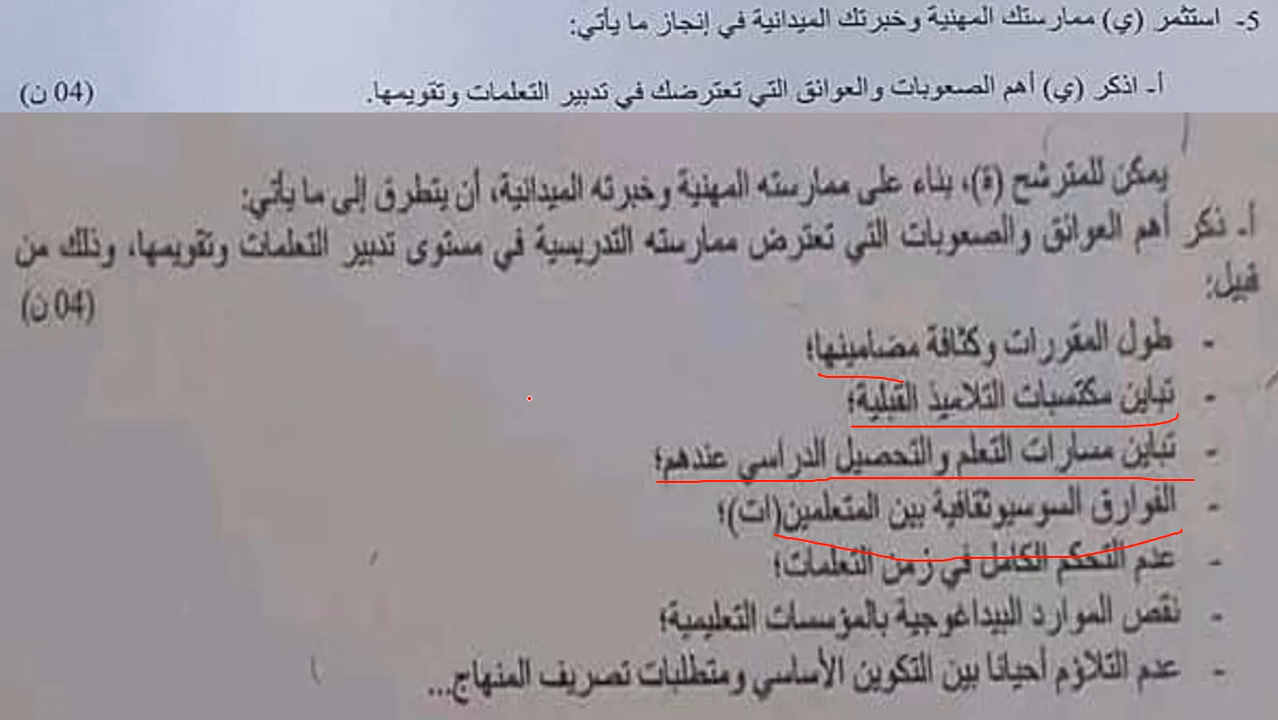 5- استثمر (ي) ممارستك المهنية وخبرتك الميدانية في إنجاز ما يأتي:
أ- اذكر (ي) أهم الصعوبات والعوائق التي تعترضك في تدبير التعلمات وتقويمها. (04 ن)
يمكن للمترشح (ة)، بناء على ممارسته المهنية وخبرته الميدانية، أن يتطرق إلى ما يأتي:
أ- ذكر أهم العوائق والصعوبات التي تعترض ممارسته التدريسية في مستوى تدبير التعلمات وتقويمها، وذلك من
قبيل: (04 ن)
- طول المقررات وكثافة مضامينها؛
- تباين مكتسبات التلاميذ القبلية؛
- تباين مسارات التعلم والتحصيل الدراسي عندهم؛
- الفوارق السوسيوثقافية بين المتعلمين(ات)؛
- عدم التحكم الكامل في زمن التعلمات؛
- نقص الموارد البيداغوجية بالمؤسسات التعليمية؛
- عدم التلاؤم أحيانا بين التكوين الأساسي ومتطلبات تصريف المنهاج...